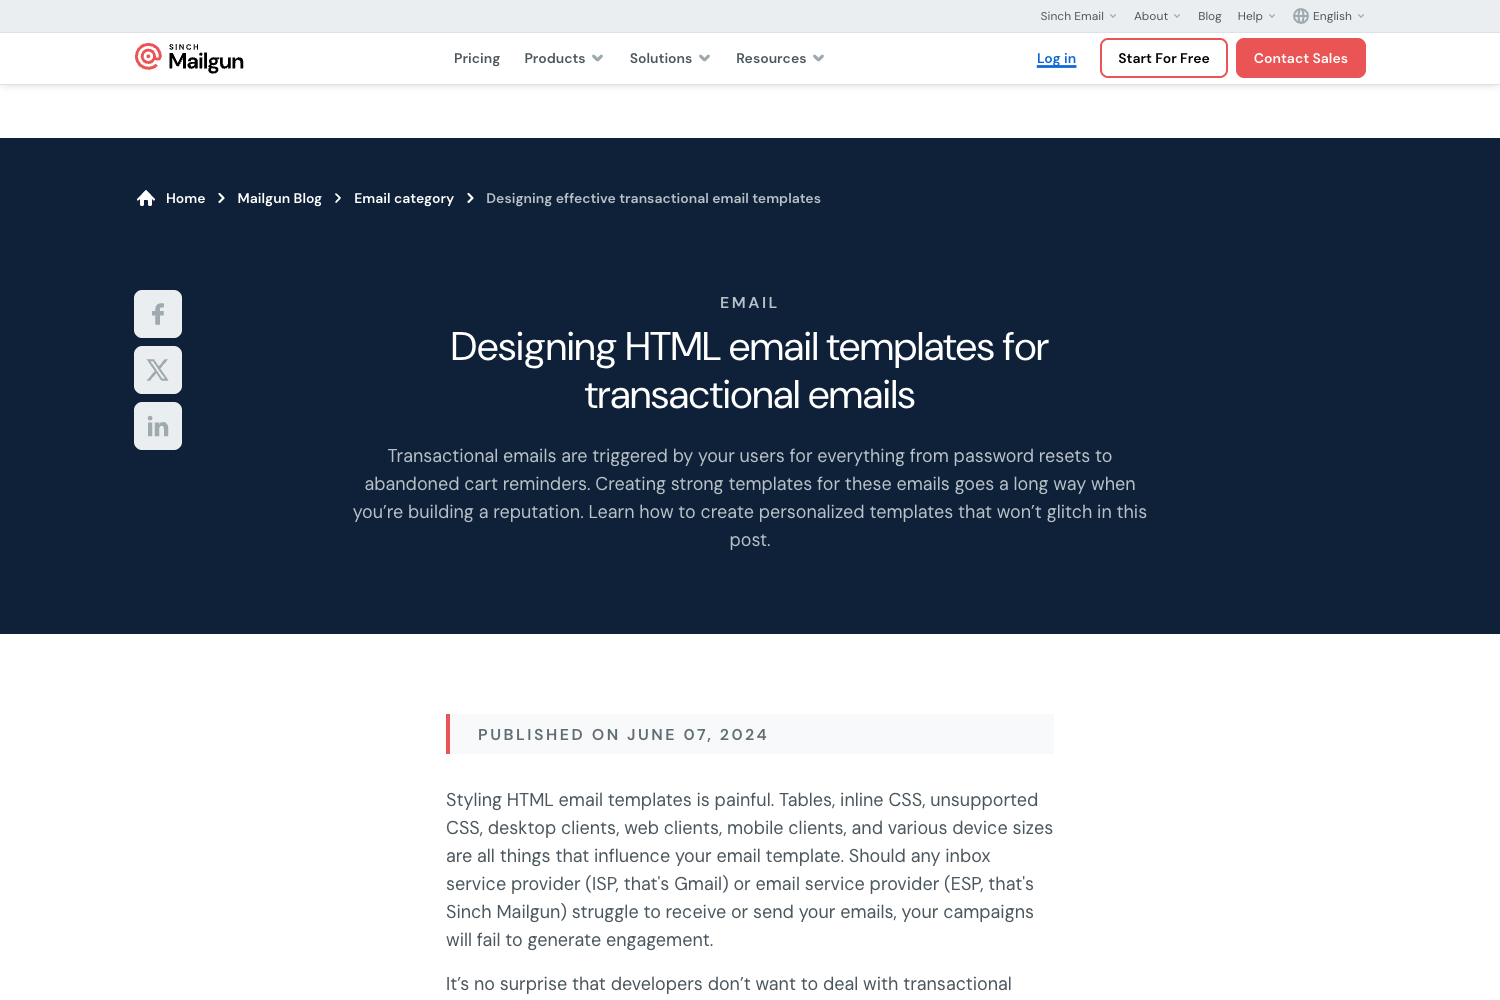 Sinch Email
About
Blog
Help
English
SINCH
Mailgun
Pricing
Products
Solutions
Resources
Log in
Start For Free
Contact Sales
Home
Mailgun Blog
Email category
Designing effective transactional email templates
EMAIL
Designing HTML email templates for
transactional emails
Transactional emails are triggered by your users for everything from password resets to
abandoned cart reminders. Creating strong templates for these emails goes a long way when
you’re building a reputation. Learn how to create personalized templates that won’t glitch in this
post.
PUBLISHED ON JUNE 07, 2024
Styling HTML email templates is painful. Tables, inline CSS, unsupported
CSS, desktop clients, web clients, mobile clients, and various device sizes
are all things that influence your email template. Should any inbox
service provider (ISP, that's Gmail) or email service provider (ESP, that's
Sinch Mailgun) struggle to receive or send your emails, your campaigns
will fail to generate engagement.
It’s no surprise that developers don’t want to deal with transactional